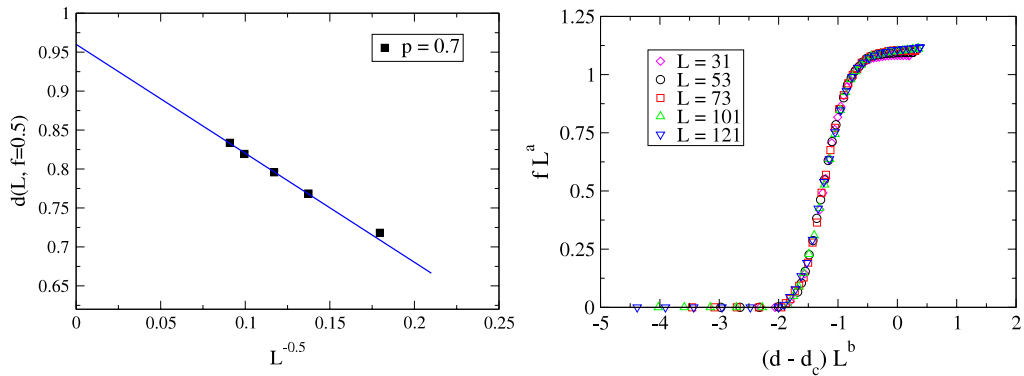 1
0.95
0.9
0.85
0.8
0.75
0.7
0.65
d(L, f=0.5)
p = 0.7
0 0.05 0.1 0.15 0.2 0.25
L^-0.5
1.25
1
0.75
0.5
0.25
0
f L^a
L = 31
L = 53
L = 73
L = 101
L = 121
-5 -4 -3 -2 -1 0 1 2
(d - d_c) L^b